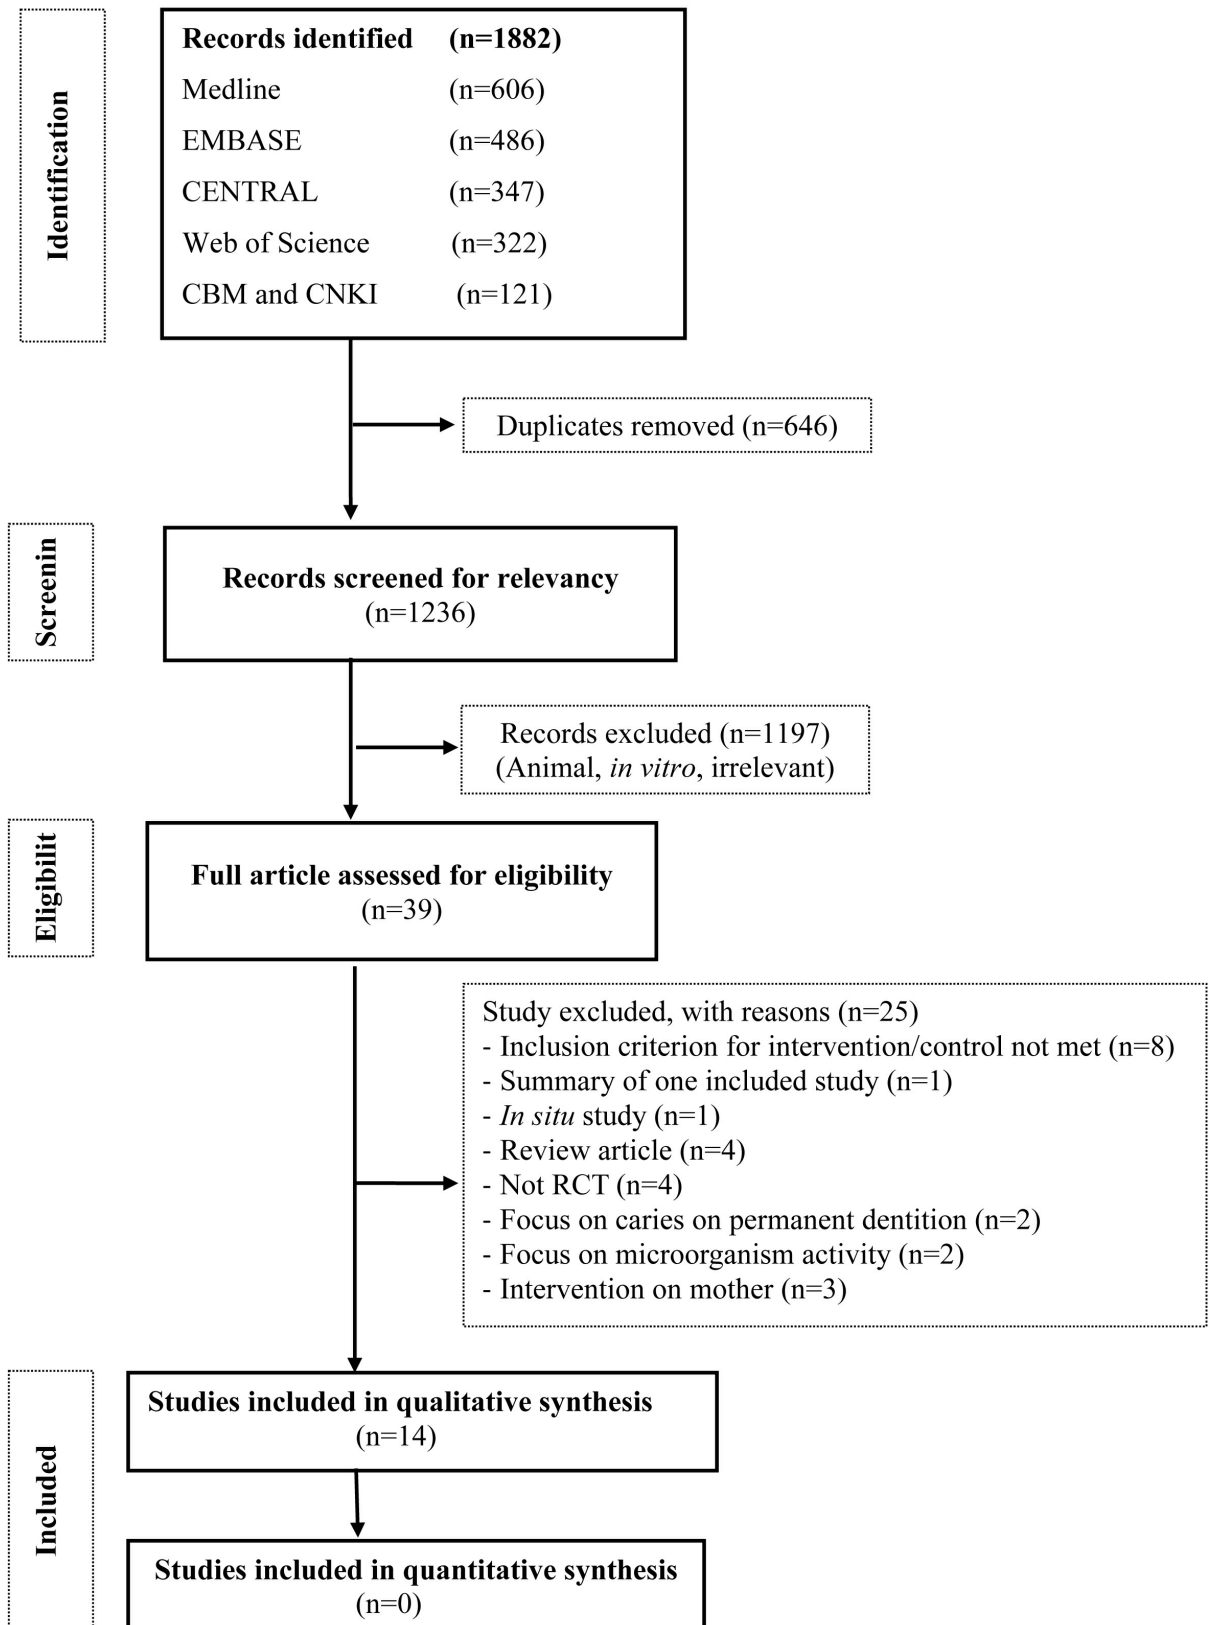 Identification
Records identified (n=1882)
Medline (n=606)
EMBASE (n=486)
CENTRAL (n=347)
Web of Science (n=322)
CBM and CNKI (n=121)
Duplicates removed (n=646)
Screenin
Records screened for relevancy
(n=1236)
Records excluded (n=1197)
(Animal, in vitro, irrelevant)
Eligibilit
Full article assessed for eligibility
(n=39)
Study excluded, with reasons (n=25)
- Inclusion criterion for intervention/control not met (n=8)
- Summary of one included study (n=1)
- In situ study (n=1)
- Review article (n=4)
- Not RCT (n=4)
- Focus on caries on permanent dentition (n=2)
- Focus on microorganism activity (n=2)
- Intervention on mother (n=3)
Included
Studies included in qualitative synthesis
(n=14)
Studies included in quantitative synthesis
(n=0)